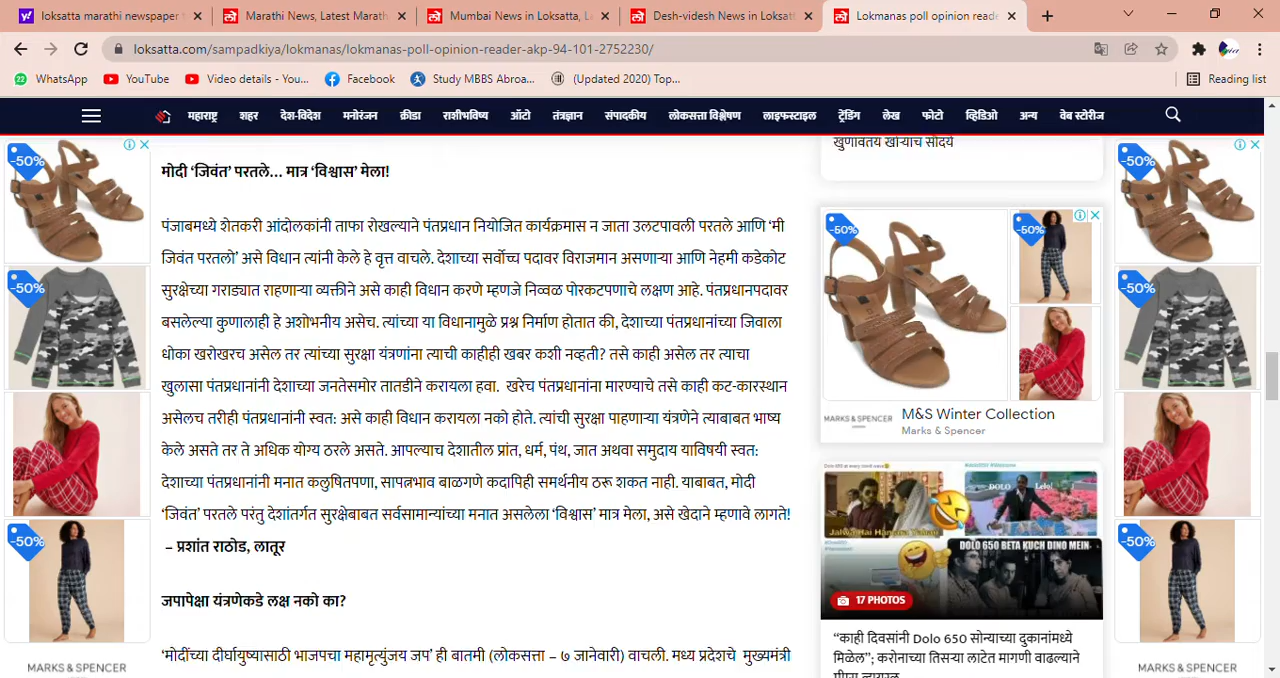 loksatta marathi newspaper
Marathi News, Latest Marath
Mumbai News in Loksatta, La
Desh-videsh News in Loksatt
Lokmanas poll opinion reade
loksatta.com/sampadkiya/lokmanas/lokmanas-poll-opinion-reader-akp-94-101-2752230/
WhatsApp
YouTube
Video details - You...
Facebook
Study MBBS Abroa...
(Updated 2020) Top...
Reading list
महाराष्ट्र शहर देश-विदेश मनोरंजन क्रीडा राशीभविष्य ऑटो तंत्रज्ञान संपादकीय लोकसत्ता विश्लेषण लाइफस्टाइल ट्रेंडिंग लेख फोटो व्हिडिओ अन्य वेब स्टोरीज
मोदी ‘जिवंत’ परतले… मात्र ‘विश्वास’ मेला!
पंजाबमध्ये शेतकरी आंदोलकांनी ताफा रोखल्याने पंतप्रधान नियोजित कार्यक्रमास न जाता उलटपावली परतले आणि ‘मी
जिवंत परतलो’ असे विधान त्यांनी केले हे वृत्त वाचले. देशाच्या सर्वोच्च पदावर विराजमान असणाऱ्या आणि नेहमी कडेकोट
सुरक्षेच्या गराड्यात राहणाऱ्या व्यक्तीने असे काही विधान करणे म्हणजे निव्वळ पोरकटपणाचे लक्षण आहे. पंतप्रधानपदावर
बसलेल्या कुणालाही हे अशोभनीय असेच. त्यांच्या या विधानामुळे प्रश्न निर्माण होतात की, देशाच्या पंतप्रधानांच्या जिवाला
धोका खरोखरच असेल तर त्यांच्या सुरक्षा यंत्रणांना त्याची काहीही खबर कशी नव्हती? तसे काही असेल तर त्याचा
खुलासा पंतप्रधानांनी देशाच्या जनतेसमोर तातडीने करायला हवा. खरेच पंतप्रधानांना मारण्याचे तसे काही कट-कारस्थान
असेलच तरीही पंतप्रधानांनी स्वत: असे काही विधान करायला नको होते. त्यांची सुरक्षा पाहणाऱ्या यंत्रणेने त्याबाबत भाष्य
केले असते तर ते अधिक योग्य ठरले असते. आपल्याच देशातील प्रांत, धर्म, पंथ, जात अथवा समुदाय याविषयी स्वत:
देशाच्या पंतप्रधानांनी मनात कलुषितपणा, सापत्नभाव बाळगणे कदापिही समर्थनीय ठरू शकत नाही. याबाबत, मोदी
‘जिवंत’ परतले परंतु देशांतर्गत सुरक्षेबाबत सर्वसामान्यांच्या मनात असलेला ‘विश्वास’ मात्र मेला, असे खेदाने म्हणावे लागते!
– प्रशांत राठोड, लातूर
जपापेक्षा यंत्रणेकडे लक्ष नको का?
‘मोदींच्या दीर्घायुष्यासाठी भाजपचा महामृत्युंजय जप’ ही बातमी (लोकसत्ता – ७ जानेवारी) वाचली. मध्य प्रदेशचे मुख्यमंत्री
-50%
-50%
-50%
MARKS & SPENCER
-50%
-50%
MARKS & SPENCER
M&S Winter Collection
Marks & Spencer
DOLO
Lelo!
Jalwa Hai Hamara Yahan
DOLO 650 BETA KUCH DINO MEIN
17 PHOTOS
“काही दिवसांनी Dolo 650 सोन्याच्या दुकानांमध्ये
मिळेल”; करोनाच्या तिसऱ्या लाटेत मागणी वाढल्याने
-50%
-50%
-50%
MARKS & SPENCER